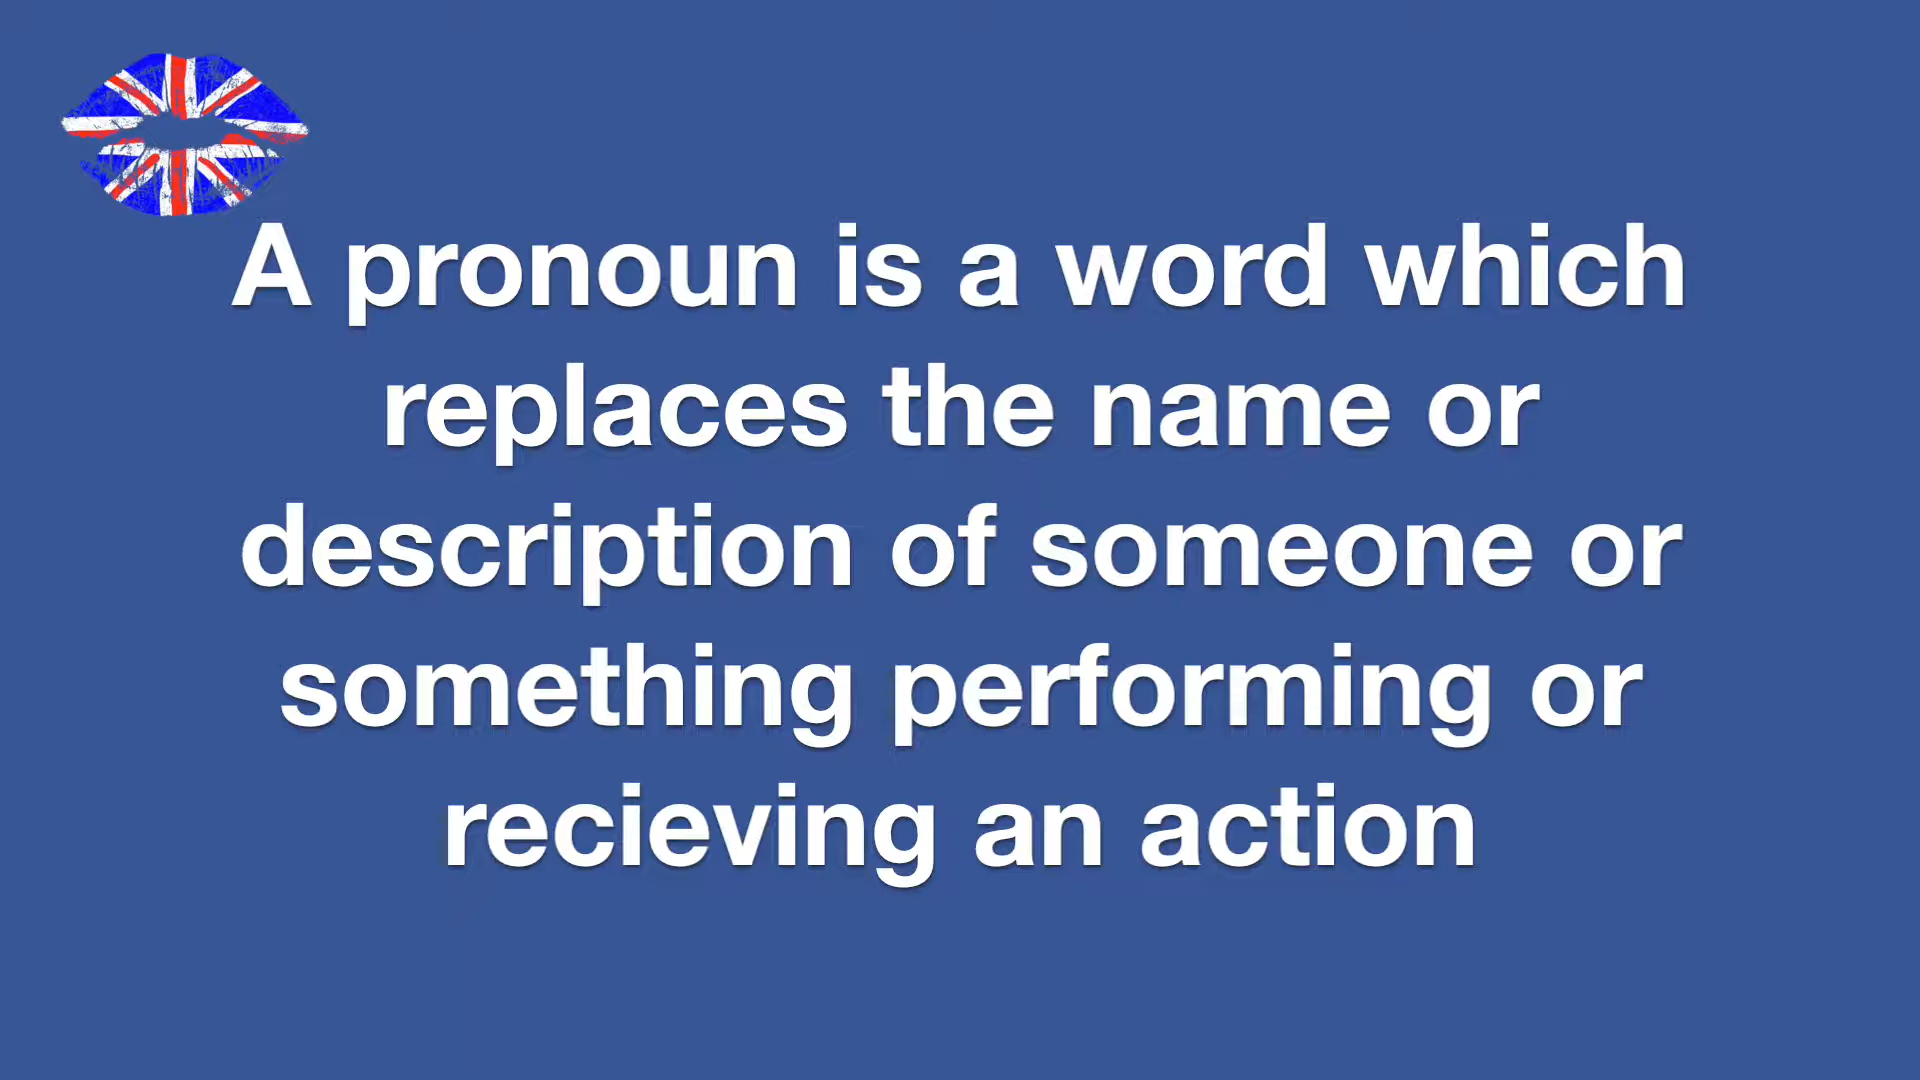 A pronoun is a word which
replaces the name or
description of someone or
something performing or
recieving an action